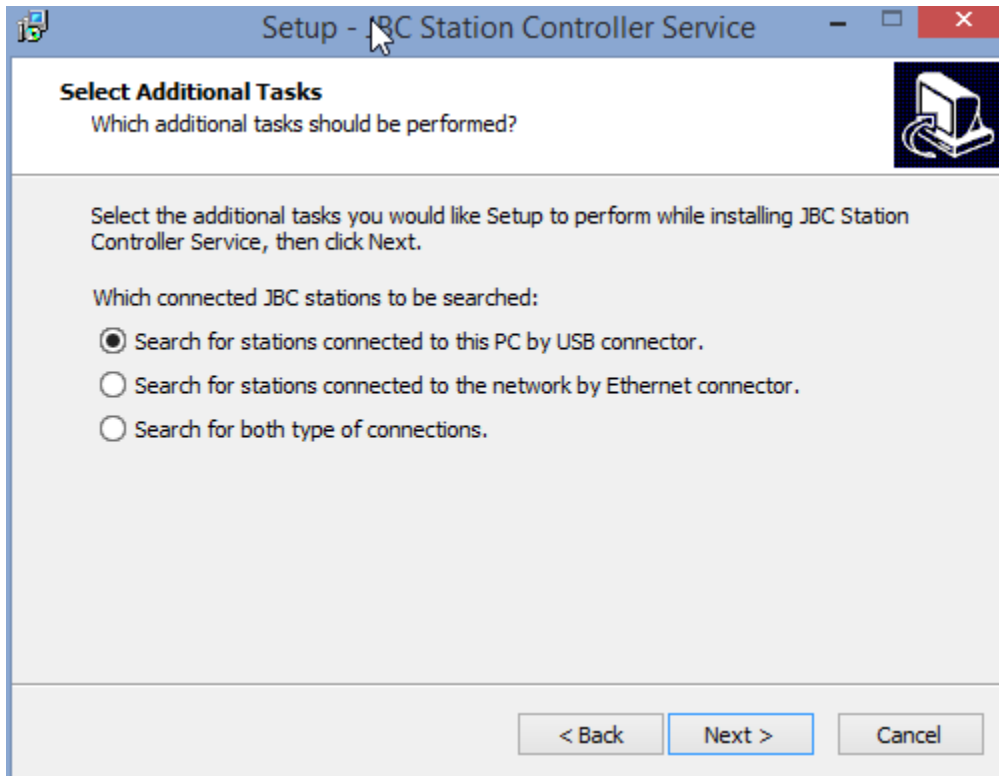 Setup - JBC Station Controller Service
Select Additional Tasks
Which additional tasks should be performed?
Select the additional tasks you would like Setup to perform while installing JBC Station
Controller Service, then click Next.
Which connected JBC stations to be searched:
Search for stations connected to this PC by USB connector.
Search for stations connected to the network by Ethernet connector.
Search for both type of connections.
< Back Next > Cancel